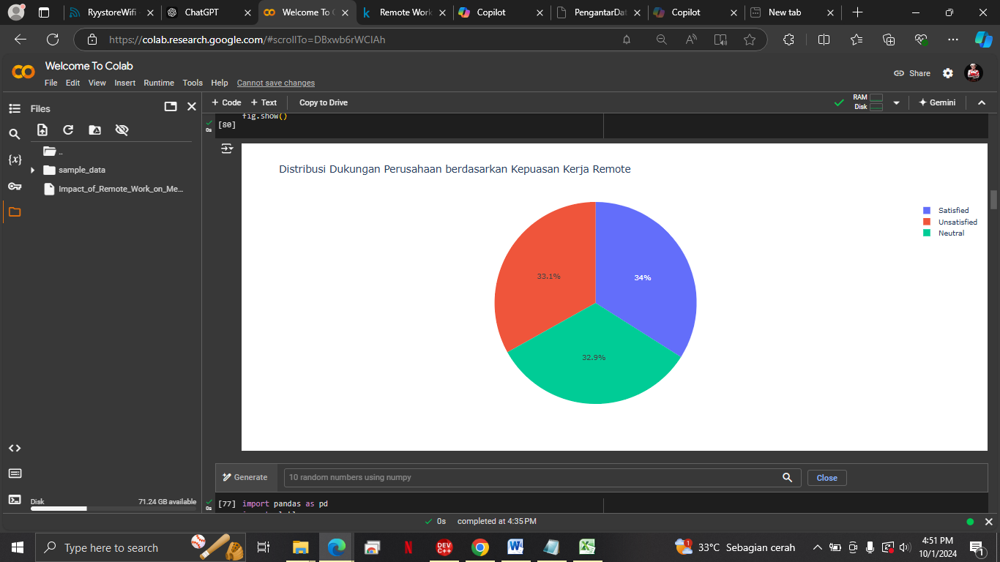 RyystoreWifi
ChatGPT
Welcome To C
Remote Work
Copilot
PengantarDat
Copilot
New tab
https://colab.research.google.com/#scrollTo=DBxwb6rWCIAh
Welcome To Colab
File Edit View Insert Runtime Tools Help Cannot save changes
Share
+ Code + Text Copy to Drive
RAM
Disk
Gemini
Files
{x}
..
sample_data
Impact_of_Remote_Work_on_Me...
fig.show()
[80]
0s
Distribusi Dukungan Perusahaan berdasarkan Kepuasan Kerja Remote
Satisfied
Unsatisfied
Neutral
33.1%
34%
32.9%
Generate
10 random numbers using numpy
Close
Disk 71.24 GB available
0s
[77] import pandas as pd
0s completed at 4:35 PM
Type here to search
N
DEV
C++
1
33°C Sebagian cerah
4:51 PM
10/1/2024
1